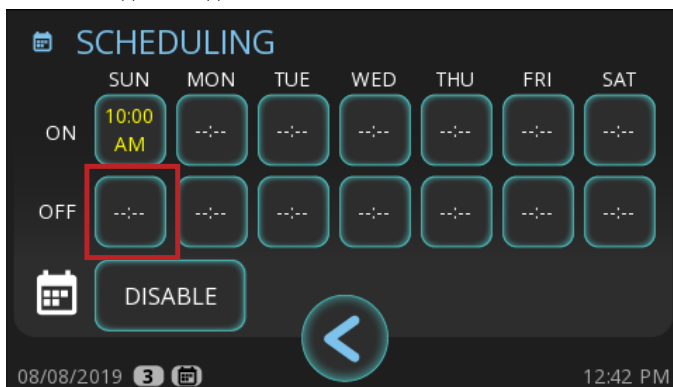 SCHEDULING
SUN MON TUE WED THU FRI SAT
ON 10:00 AM --:-- --:-- --:-- --:-- --:-- --:--
OFF --:-- --:-- --:-- --:-- --:-- --:-- --:--
DISABLE
08/08/2019 3 12:42 PM